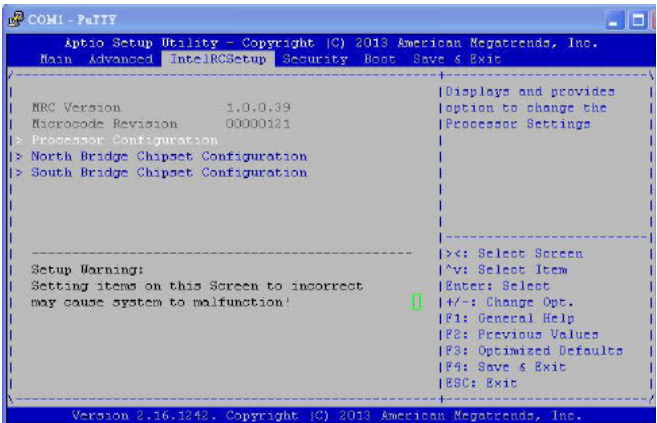 COM1 - PuTTY
Aptio Setup Utility - Copyright (C) 2013 American Megatrends, Inc.
Main Advanced IntelRCSetup Security Boot Save & Exit
MRC Version 1.0.0.39
Microcode Revision 00000121
> Processor Configuration
> North Bridge Chipset Configuration
> South Bridge Chipset Configuration
Setup Warning:
Setting items on this Screen to incorrect
may cause system to malfunction!
Displays and provides
option to change the
Processor Settings
><: Select Screen
^v: Select Item
Enter: Select
+/-: Change Opt.
F1: General Help
F2: Previous Values
F3: Optimized Defaults
F4: Save & Exit
ESC: Exit
Version 2.16.1242. Copyright (C) 2013 American Megatrends, Inc.